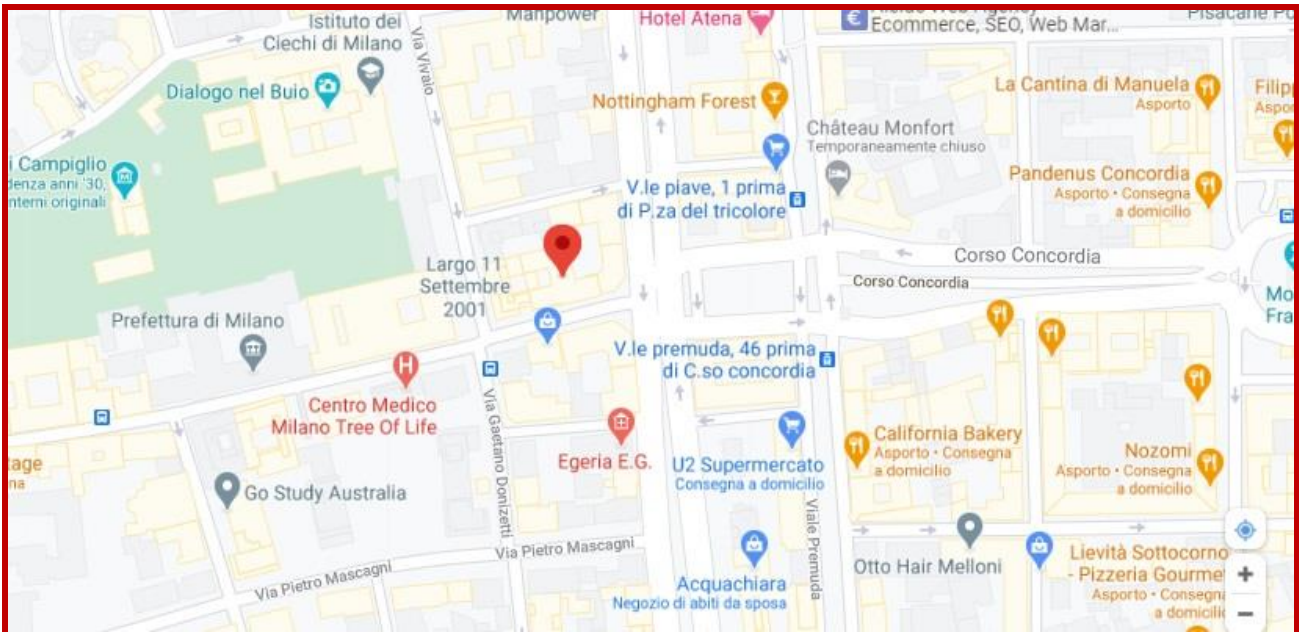 Manpower
Hotel Atena
Ecommerce, SEO, Web Mar...
Istituto dei
Ciechi di Milano
Via Vivaio
Dialogo nel Buio
Nottingham Forest
La Cantina di Manuela
Asporto
Château Monfort
Temporaneamente chiuso
i Campiglio
denza anni '30,
nterni originali
Pandenus Concordia
Asporto • Consegna
a domicilio
V.le piave, 1 prima
di P.za del tricolore
Largo 11
Settembre
2001
Corso Concordia
Corso Concordia
Prefettura di Milano
V.le premuda, 46 prima
di C.so concordia
Centro Medico
Milano Tree Of Life
Via Gaetano Donizetti
Egeria E.G.
U2 Supermercato
Consegna a domicilio
California Bakery
Asporto • Consegna
a domicilio
Nozomi
Asporto • Consegna
a domicilio
Go Study Australia
Viale Premuda
Via Pietro Mascagni
Via Pietro Mascagni
Acquachiara
Negozio di abiti da sposa
Otto Hair Melloni
Lievità Sottocorno
- Pizzeria Gourmet
Asporto • Consegna
a domicilio